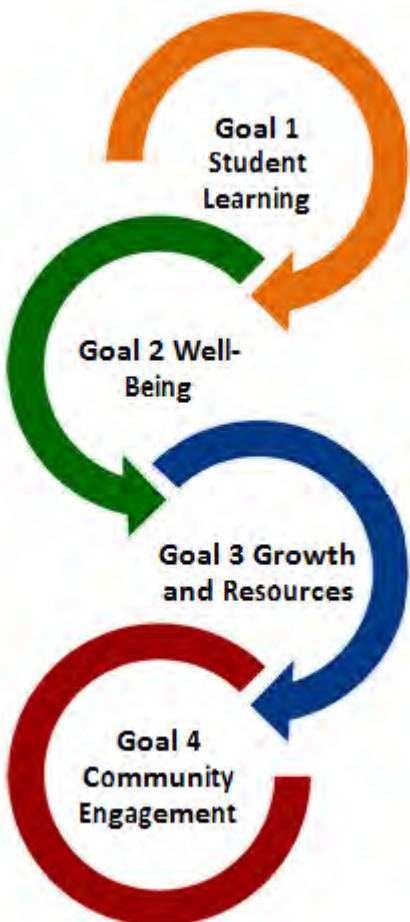 Goal 1
Student
Learning
Goal 2 Well-
Being
Goal 3 Growth
and Resources
Goal 4
Community
Engagement